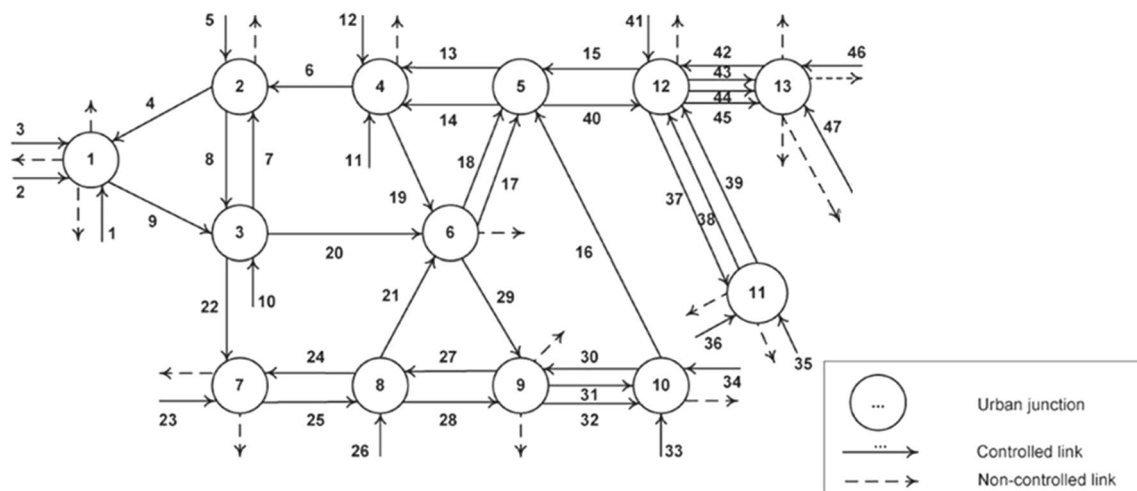 5 12 41
13 15 42 46
6 43
2 4 5 12 13
4 14 40 44
45
3 47
1 8 7 11 18 17 39
2 19 37
9 38
1 3 20 6 16
22 10 21 29 11
36
24 27 30 35
7 8 9 10 34
31
23 25 28 32
26 33
... Urban junction
... Controlled link
Non-controlled link